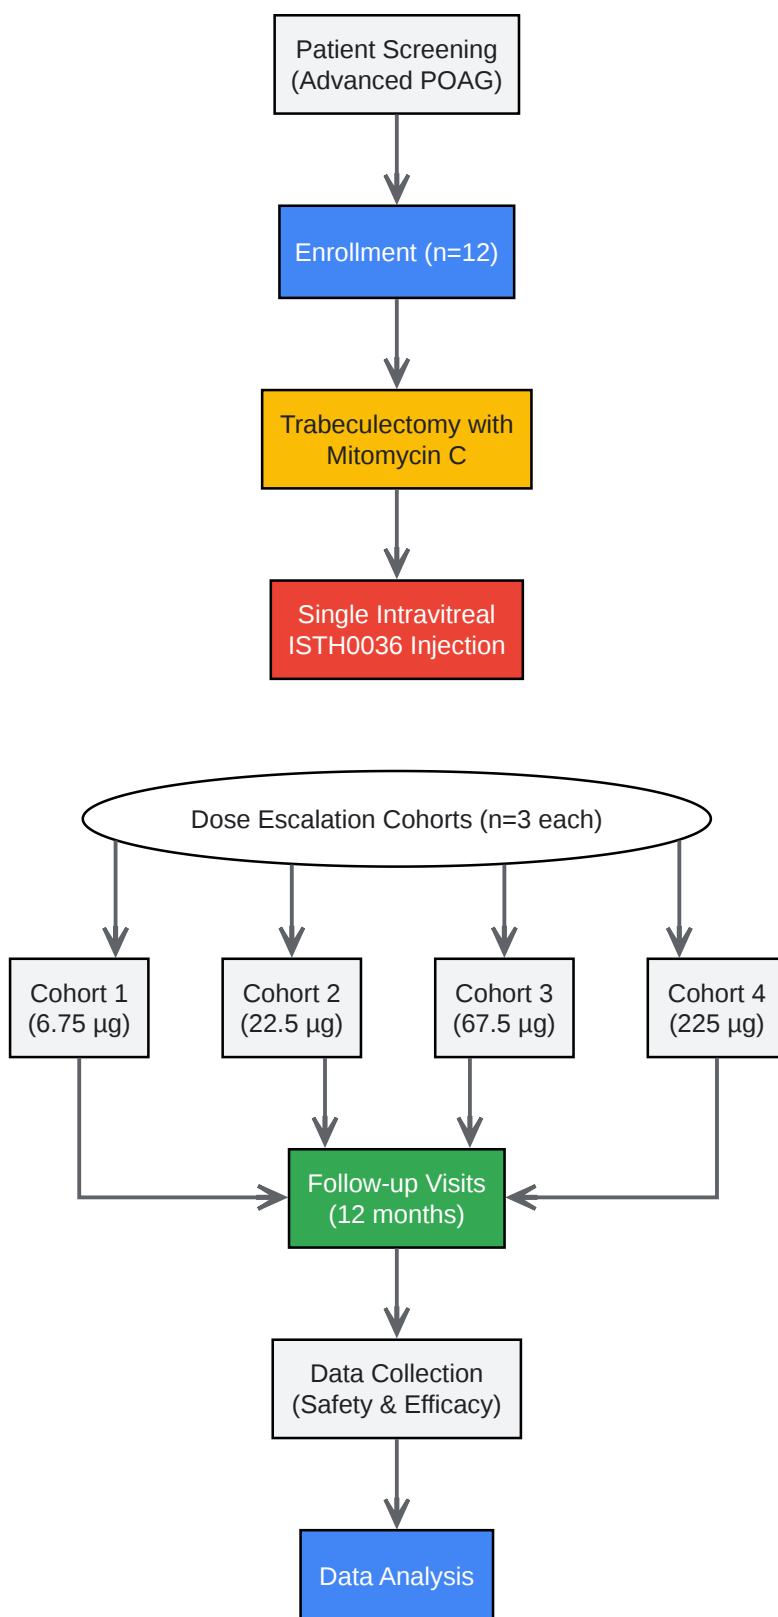 Patient Screening
(Advanced POAG)
Enrollment (n=12)
Trabeculectomy with
Mitomycin C
Single Intravitreal
ISTH0036 Injection
Dose Escalation Cohorts (n=3 each)
Cohort 1
(6.75 µg)
Cohort 2
(22.5 µg)
Cohort 3
(67.5 µg)
Cohort 4
(225 µg)
Follow-up Visits
(12 months)
Data Collection
(Safety & Efficacy)
Data Analysis